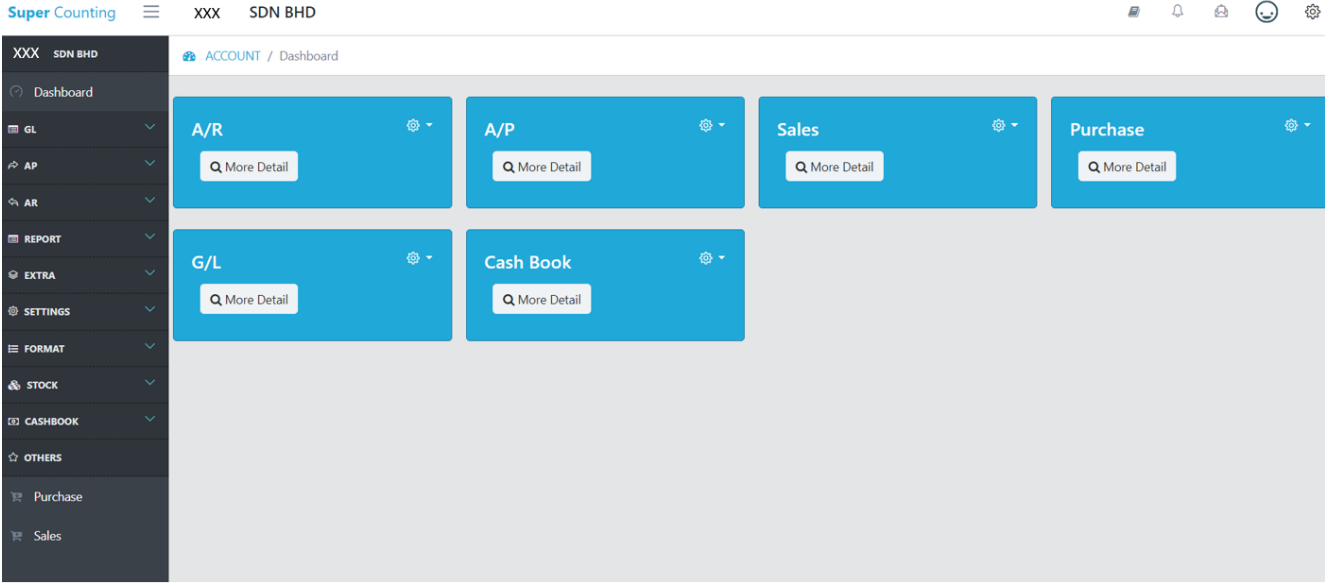 Super Counting XXX SDN BHD
XXX SDN BHD
ACCOUNT / Dashboard
Dashboard
GL
AP
AR
REPORT
EXTRA
SETTINGS
FORMAT
STOCK
CASHBOOK
OTHERS
Purchase
Sales
A/R
More Detail
A/P
More Detail
Sales
More Detail
Purchase
More Detail
G/L
More Detail
Cash Book
More Detail